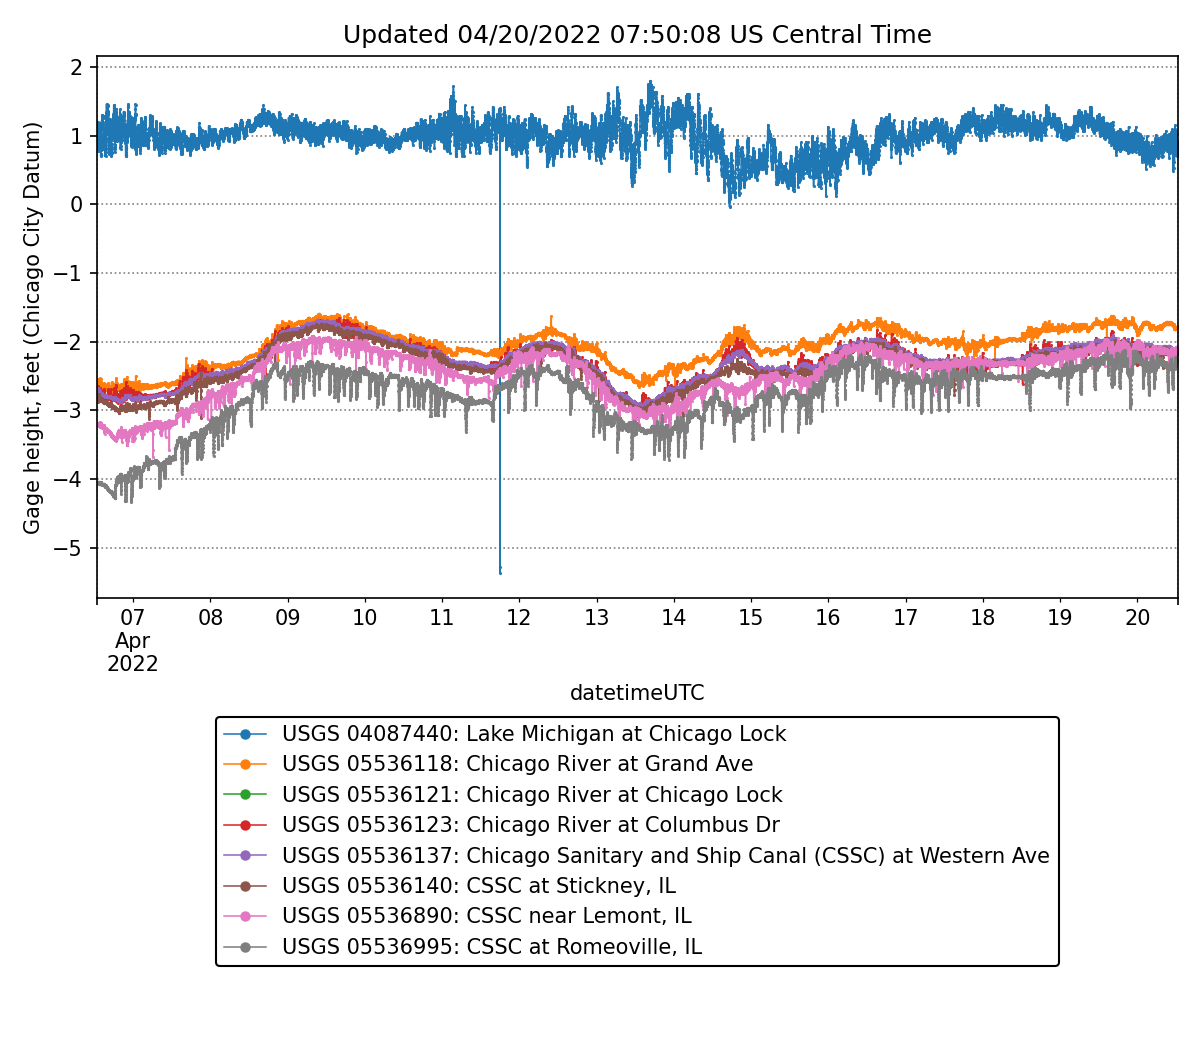 Updated 04/20/2022 07:50:08 US Central Time
Gage height, feet (Chicago City Datum)
2
1
0
−1
−2
−3
−4
−5
07 08 09 10 11 12 13 14 15 16 17 18 19 20
Apr
2022
datetimeUTC
USGS 04087440: Lake Michigan at Chicago Lock
USGS 05536118: Chicago River at Grand Ave
USGS 05536121: Chicago River at Chicago Lock
USGS 05536123: Chicago River at Columbus Dr
USGS 05536137: Chicago Sanitary and Ship Canal (CSSC) at Western Ave
USGS 05536140: CSSC at Stickney, IL
USGS 05536890: CSSC near Lemont, IL
USGS 05536995: CSSC at Romeoville, IL